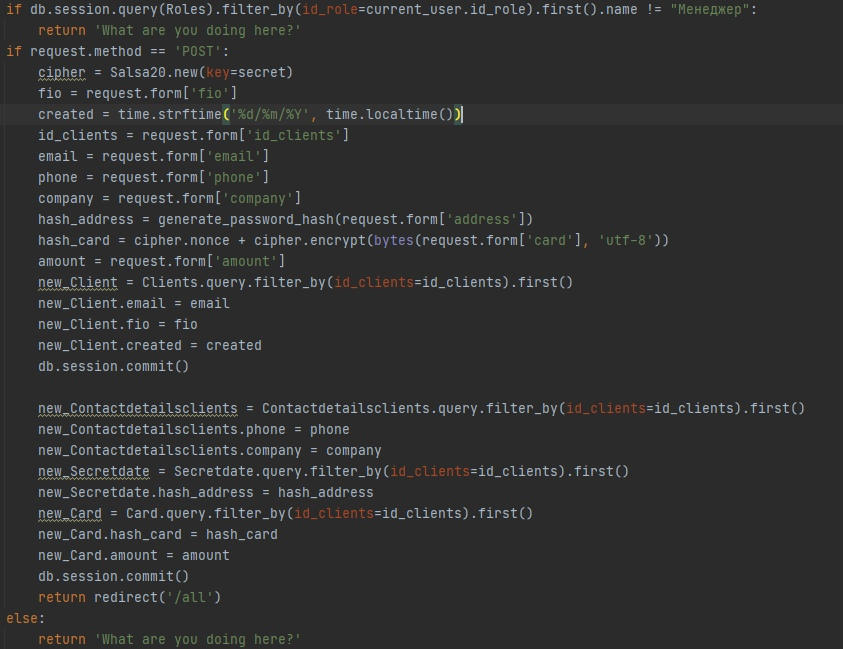 if db.session.query(Roles).filter_by(id_role=current_user.id_role).first().name != "Менеджер":
    return 'What are you doing here?'
if request.method == 'POST':
    cipher = Salsa20.new(key=secret)
    fio = request.form['fio']
    created = time.strftime('%d/%m/%Y', time.localtime())
    id_clients = request.form['id_clients']
    email = request.form['email']
    phone = request.form['phone']
    company = request.form['company']
    hash_address = generate_password_hash(request.form['address'])
    hash_card = cipher.nonce + cipher.encrypt(bytes(request.form['card'], 'utf-8'))
    amount = request.form['amount']
    new_Client = Clients.query.filter_by(id_clients=id_clients).first()
    new_Client.email = email
    new_Client.fio = fio
    new_Client.created = created
    db.session.commit()

    new_Contactdetailsclients = Contactdetailsclients.query.filter_by(id_clients=id_clients).first()
    new_Contactdetailsclients.phone = phone
    new_Contactdetailsclients.company = company
    new_Secretdate = Secretdate.query.filter_by(id_clients=id_clients).first()
    new_Secretdate.hash_address = hash_address
    new_Card = Card.query.filter_by(id_clients=id_clients).first()
    new_Card.hash_card = hash_card
    new_Card.amount = amount
    db.session.commit()
    return redirect('/all')
else:
    return 'What are you doing here?'